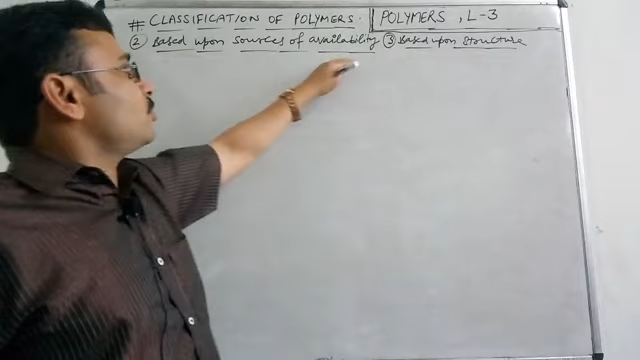 # CLASSIFICATION OF POLYMERS. POLYMERS, L-3
② Based upon sources of availability ③ Based upon structure